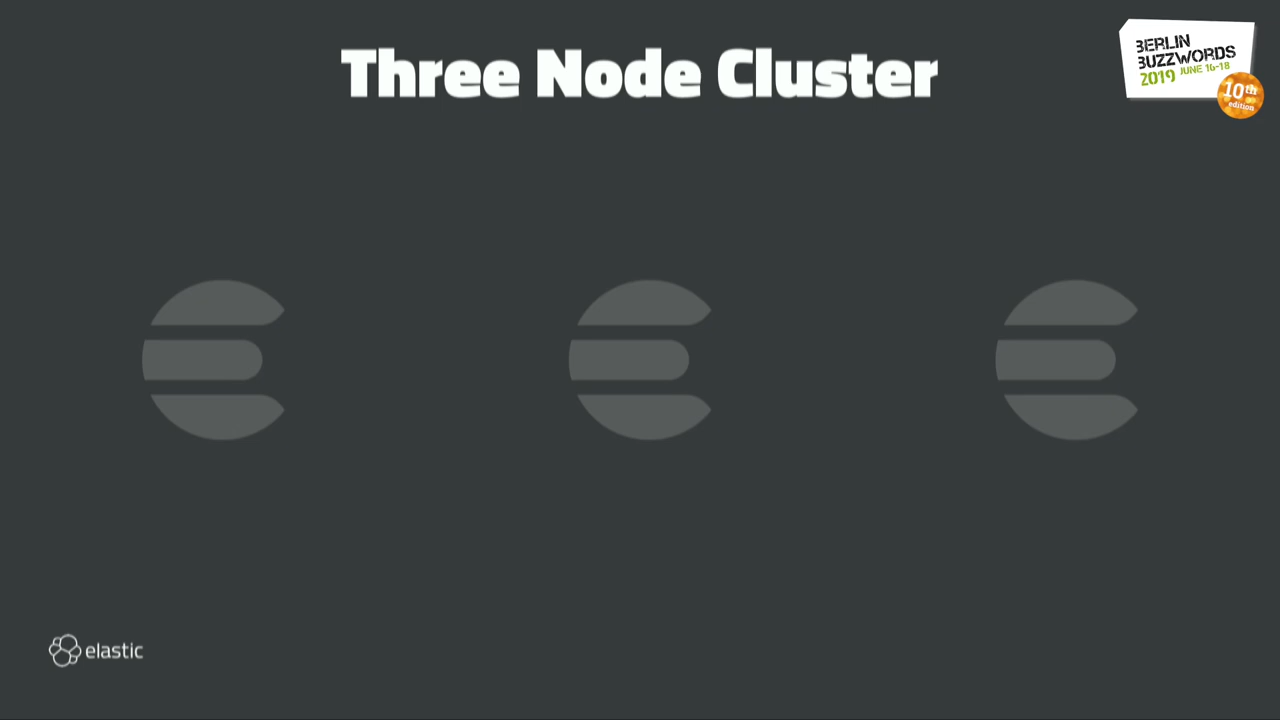 Three Node Cluster
BERLIN
BUZZWORDS
2019 JUNE 16-18
10th
edition
elastic